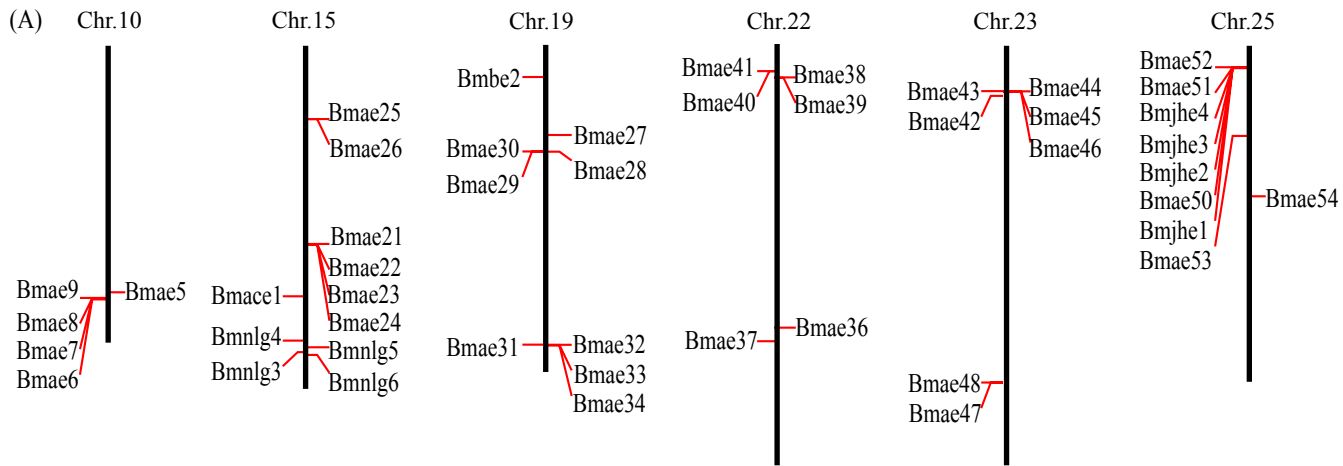 (A)
Chr.10
Bmae9
Bmae8
Bmae7
Bmae6
Bmae5
Chr.15
Bmae25
Bmae26
Bmae21
Bmae22
Bmae23
Bmae24
Bmace1
Bmnlg4
Bmnlg3
Bmnlg5
Bmnlg6
Chr.19
Bmbe2
Bmae27
Bmae30
Bmae29
Bmae28
Bmae31
Bmae32
Bmae33
Bmae34
Chr.22
Bmae41
Bmae40
Bmae38
Bmae39
Bmae36
Bmae37
Chr.23
Bmae43
Bmae42
Bmae44
Bmae45
Bmae46
Bmae48
Bmae47
Chr.25
Bmae52
Bmae51
Bmjhe4
Bmjhe3
Bmjhe2
Bmae50
Bmjhe1
Bmae53
Bmae54